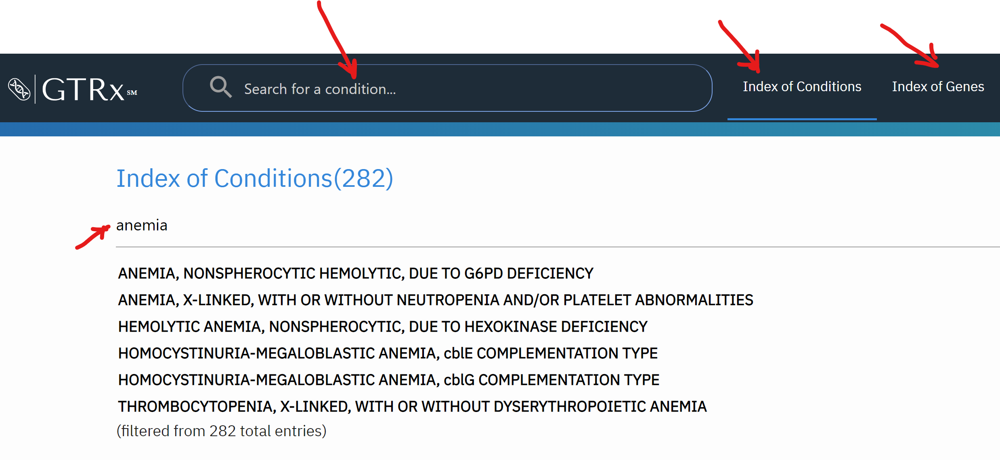 GTRx SM
Search for a condition...
Index of Conditions
Index of Genes
Index of Conditions(282)
anemia
ANEMIA, NONSPHEROCYTIC HEMOLYTIC, DUE TO G6PD DEFICIENCY
ANEMIA, X-LINKED, WITH OR WITHOUT NEUTROPENIA AND/OR PLATELET ABNORMALITIES
HEMOLYTIC ANEMIA, NONSPHEROCYTIC, DUE TO HEXOKINASE DEFICIENCY
HOMOCYSTINURIA-MEGALOBLASTIC ANEMIA, cblE COMPLEMENTATION TYPE
HOMOCYSTINURIA-MEGALOBLASTIC ANEMIA, cblG COMPLEMENTATION TYPE
THROMBOCYTOPENIA, X-LINKED, WITH OR WITHOUT DYSERYTHROPOIETIC ANEMIA
(filtered from 282 total entries)